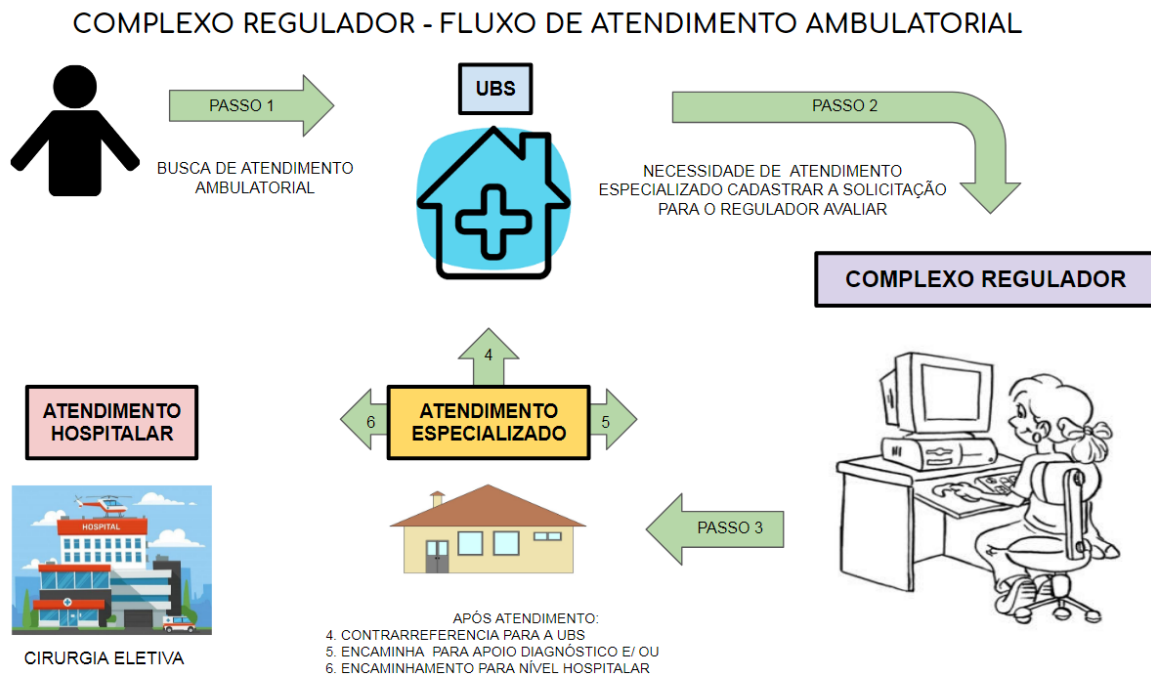 COMPLEXO REGULADOR - FLUXO DE ATENDIMENTO AMBULATORIAL
PASSO 1
BUSCA DE ATENDIMENTO
AMBULATORIAL
UBS
PASSO 2
NECESSIDADE DE  ATENDIMENTO
ESPECIALIZADO CADASTRAR A SOLICITAÇÃO
PARA O REGULADOR AVALIAR
COMPLEXO REGULADOR
PASSO 3
4
6
ATENDIMENTO
ESPECIALIZADO
5
ATENDIMENTO
HOSPITALAR
HOSPITAL
CIRURGIA ELETIVA
APÓS ATENDIMENTO:
4. CONTRARREFERENCIA PARA A UBS
5. ENCAMINHA  PARA APOIO DIAGNÓSTICO E/ OU
6. ENCAMINHAMENTO PARA NÍVEL HOSPITALAR